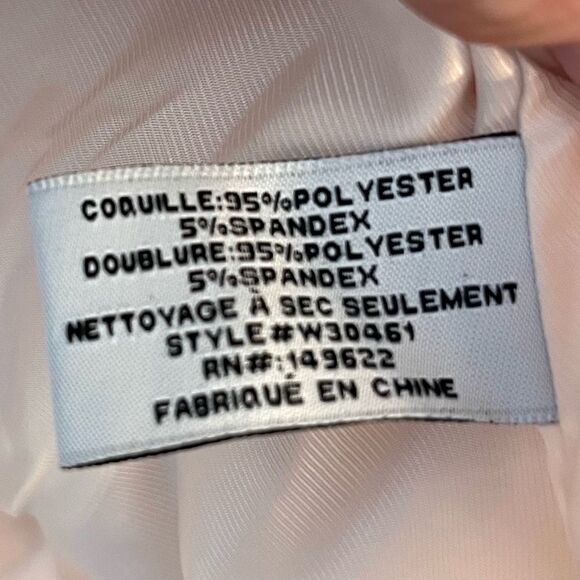 COQUILLE:95%POLYESTER
5%SPANDEX
DOUBLURE:95%POLYESTER
5%SPANDEX
NETTOYAGE À SEC SEULEMENT
STYLE#W30461
RN#:149622
FABRIQUÉ EN CHINE